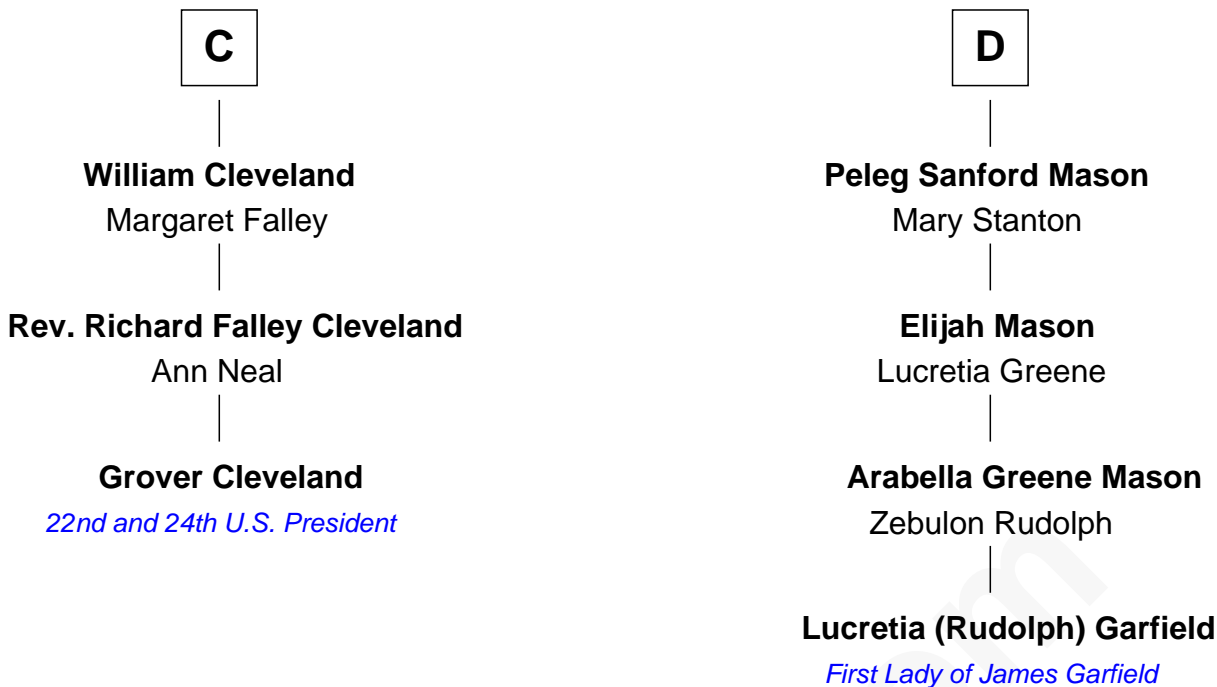 C
William Cleveland
Margaret Falley
Rev. Richard Falley Cleveland
Ann Neal
Grover Cleveland
22nd and 24th U.S. President
D
Peleg Sanford Mason
Mary Stanton
Elijah Mason
Lucretia Greene
Arabella Greene Mason
Zebulon Rudolph
Lucretia (Rudolph) Garfield
First Lady of James Garfield